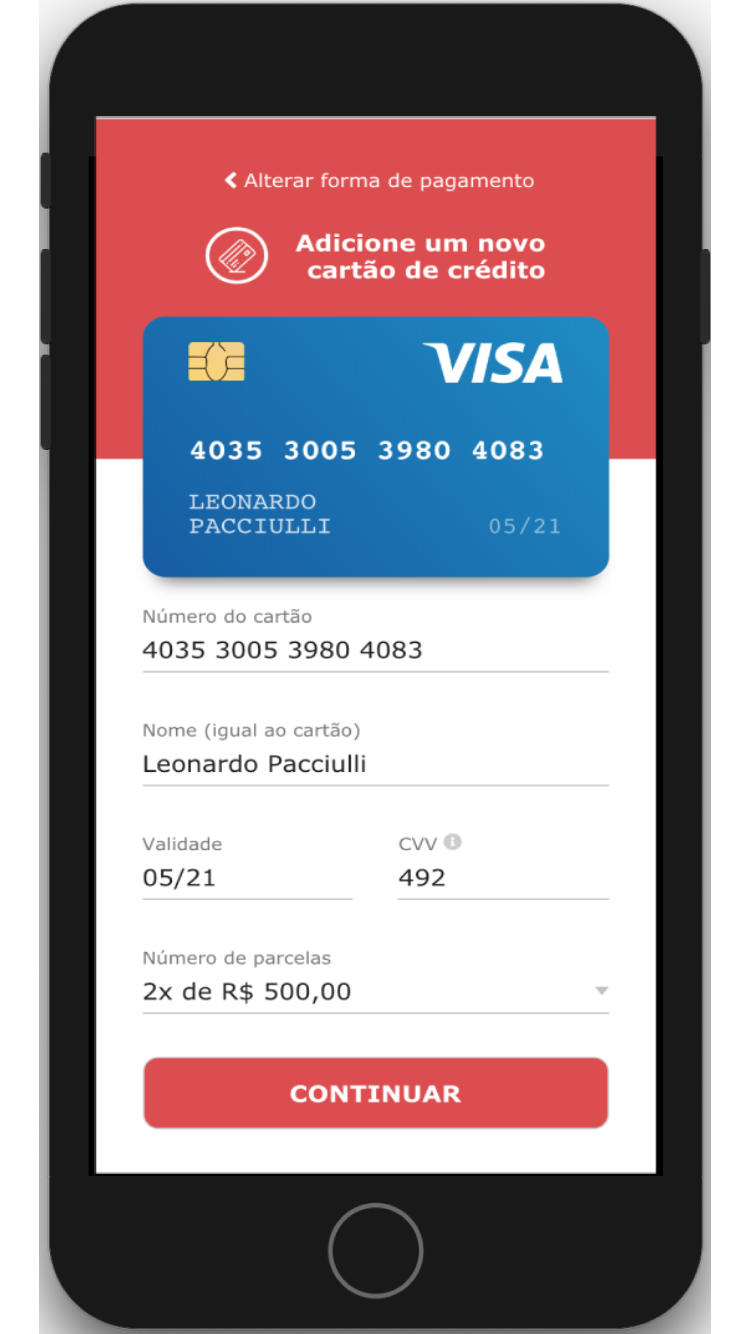 Alterar forma de pagamento
Adicione um novo
cartão de crédito
VISA
4035 3005 3980 4083
LEONARDO
PACCIULLI 05/21
Número do cartão
4035 3005 3980 4083
Nome (igual ao cartão)
Leonardo Pacciulli
Validade CVV
05/21 492
Número de parcelas
2x de R$ 500,00
CONTINUAR